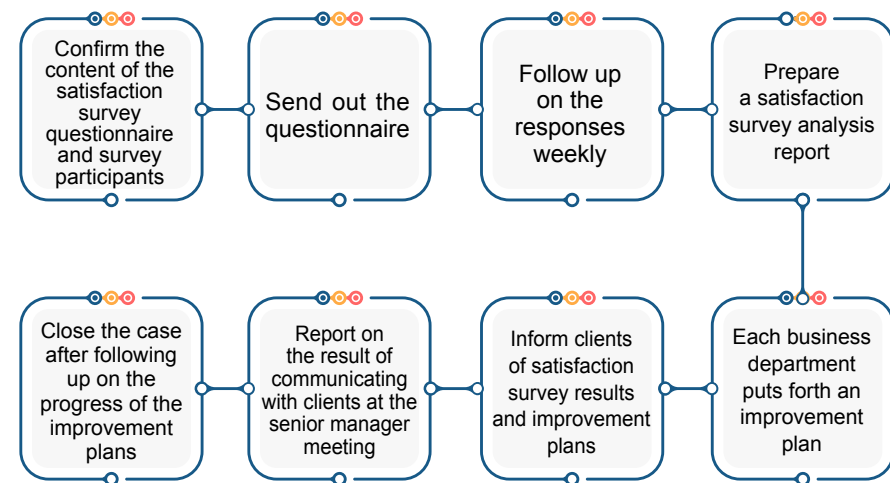 Confirm the
content of the
satisfaction
survey
questionnaire
and survey
participants
Send out the
questionnaire
Follow up
on the
responses
weekly
Prepare
a satisfaction
survey analysis
report
Each business
department
puts forth an
improvement
plan
Inform clients
of satisfaction
survey results
and improvement
plans
Report on
the result of
communicating
with clients at the
senior manager
meeting
Close the case
after following
up on the
progress of the
improvement
plans